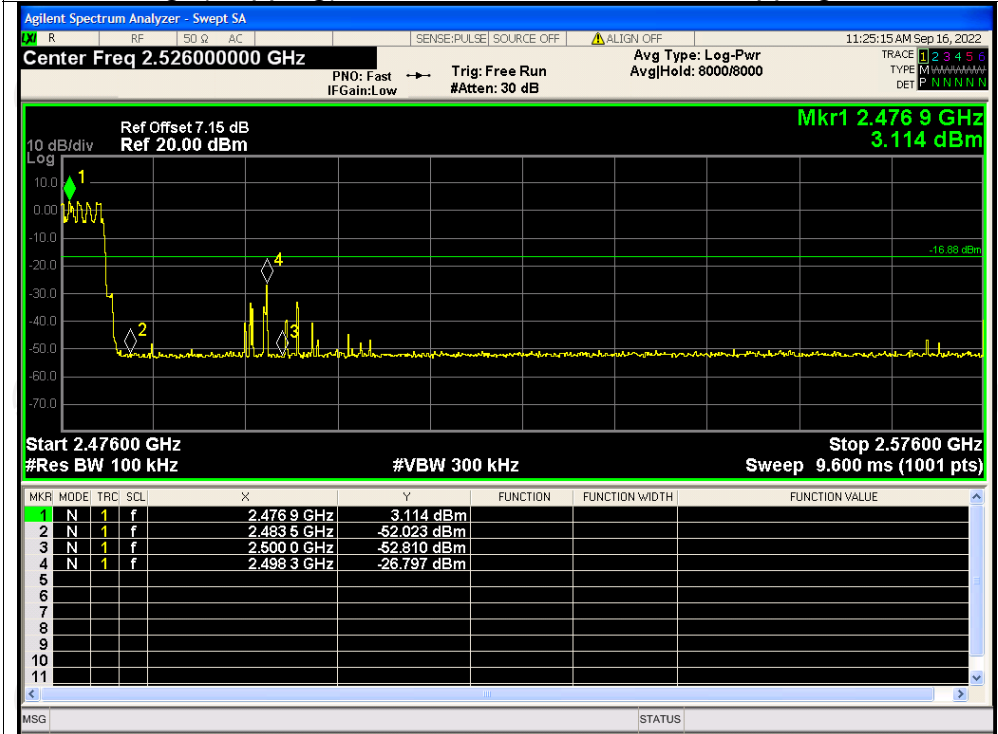 Agilent Spectrum Analyzer - Swept SA
LXI R RF 50 Ω AC SENSE:PULSE SOURCE OFF ALIGN OFF 11:25:15 AM Sep 16, 2022
Center Freq 2.526000000 GHz
PNO: Fast
IFGain:Low
Trig: Free Run
#Atten: 30 dB
Avg Type: Log-Pwr
Avg|Hold: 8000/8000
TRACE 1 2 3 4 5 6
TYPE M
DET P N N N N N
Mkr1 2.476 9 GHz
3.114 dBm
Ref Offset 7.15 dB
10 dB/div Ref 20.00 dBm
Log
10.0
0.00
-10.0
-20.0
-30.0
-40.0
-50.0
-60.0
-70.0
1
2
3
4
-16.88 dBm
Start 2.47600 GHz Stop 2.57600 GHz
#Res BW 100 kHz #VBW 300 kHz Sweep 9.600 ms (1001 pts)
MKR MODE TRC SCL X Y FUNCTION FUNCTION WIDTH FUNCTION VALUE
1 N 1 f 2.476 9 GHz 3.114 dBm
2 N 1 f 2.483 5 GHz -52.023 dBm
3 N 1 f 2.500 0 GHz -52.810 dBm
4 N 1 f 2.498 3 GHz -26.797 dBm
5
6
7
8
9
10
11
MSG STATUS